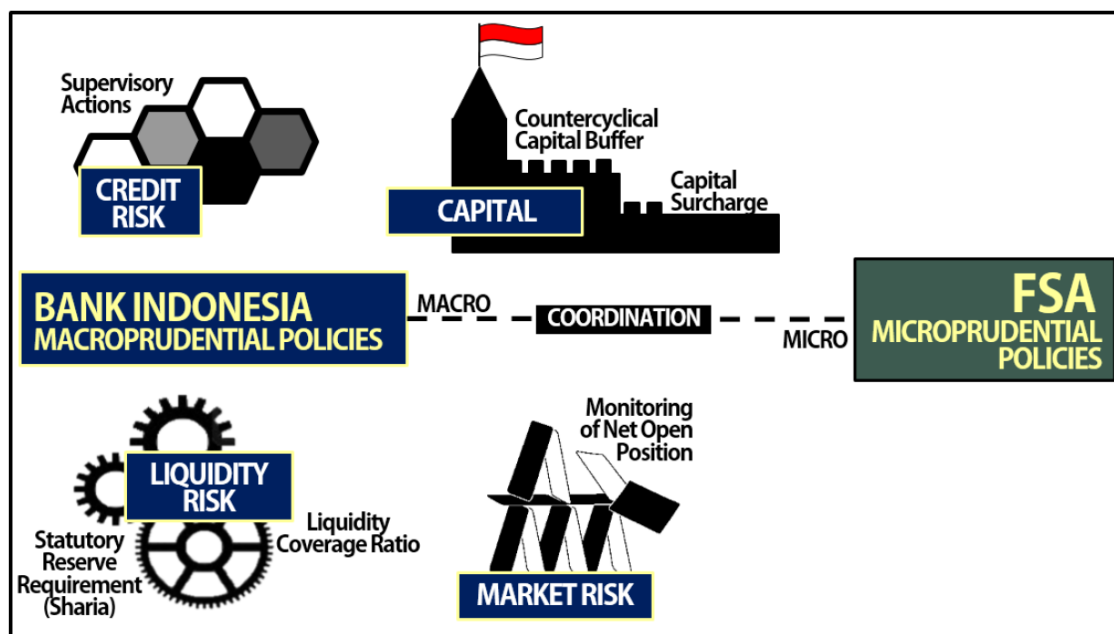 Supervisory
Actions
CREDIT
RISK
Countercyclical
Capital Buffer
Capital
Surcharge
CAPITAL
BANK INDONESIA
MACROPRUDENTIAL POLICIES
MACRO
COORDINATION
MICRO
FSA
MICROPRUDENTIAL
POLICIES
LIQUIDITY
RISK
Statutory
Reserve
Requirement
(Sharia)
Liquidity
Coverage Ratio
Monitoring
of Net Open
Position
MARKET RISK